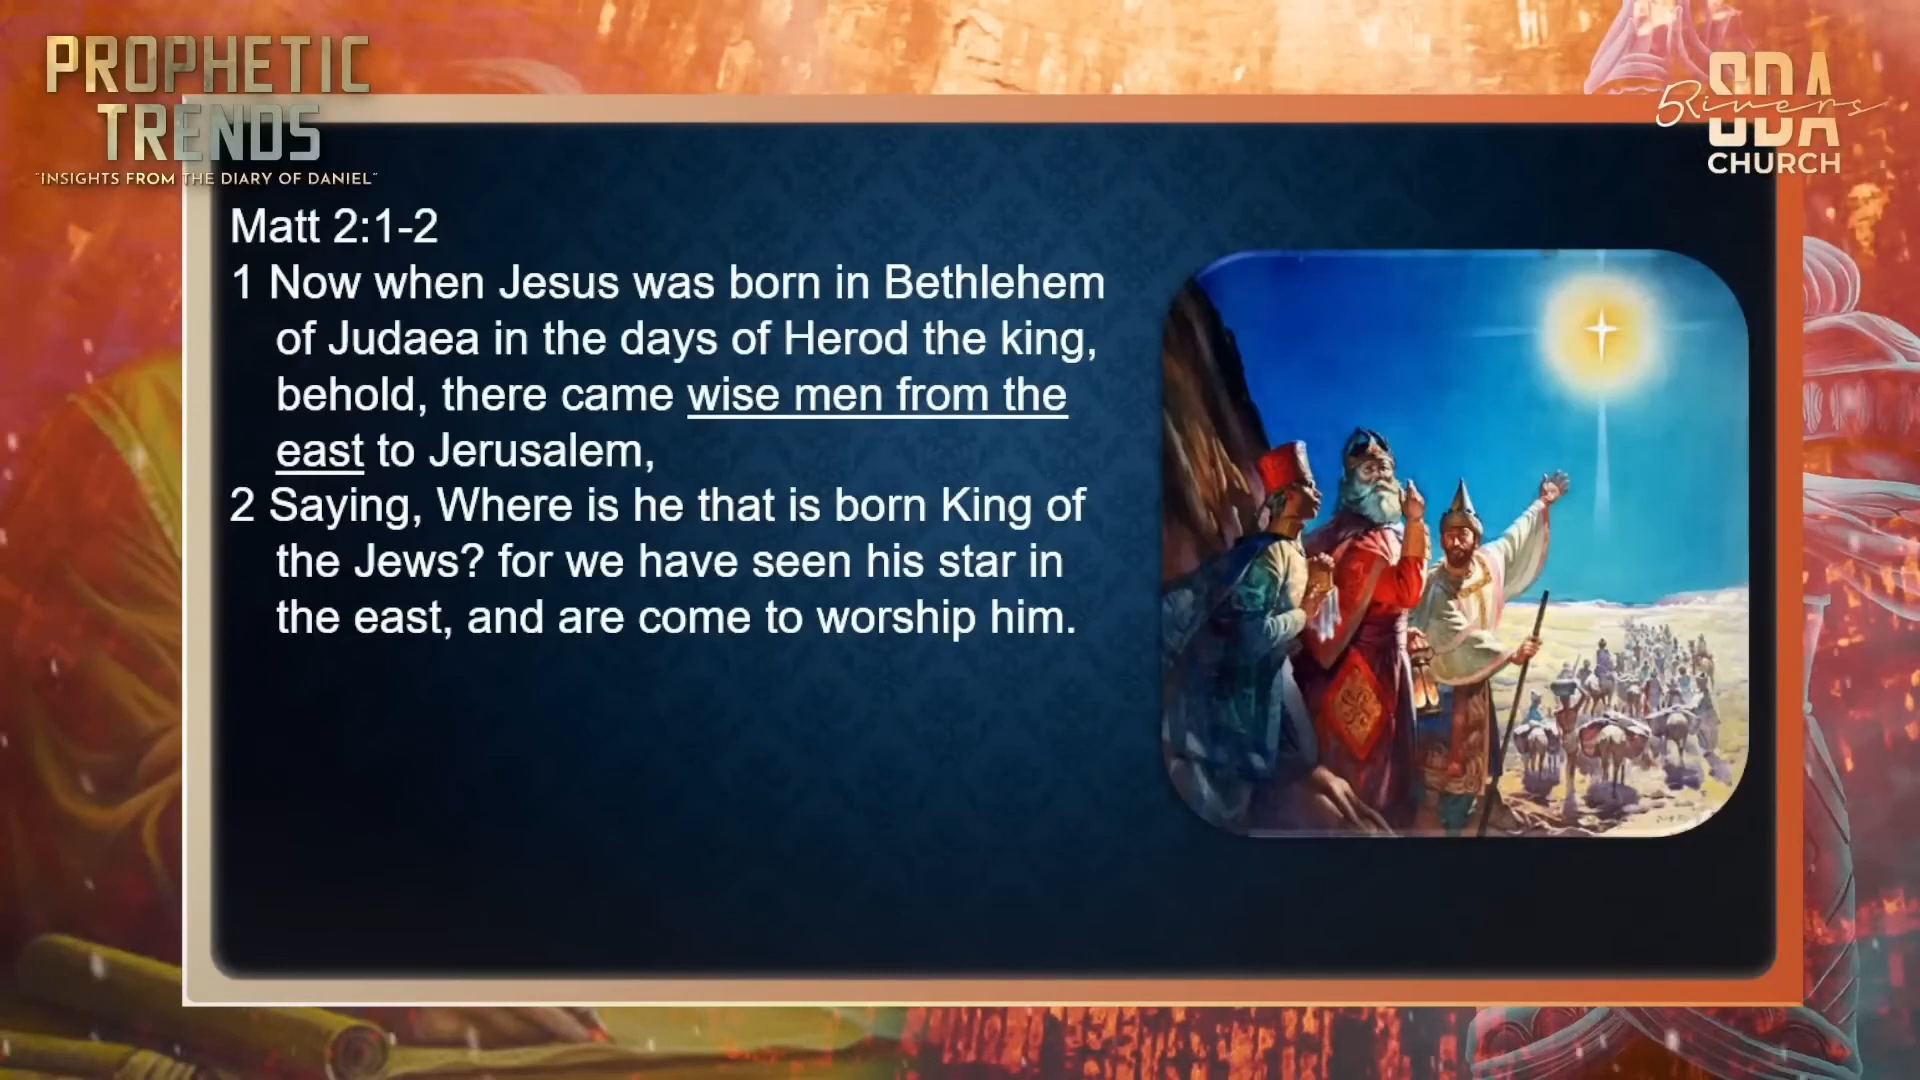 PROPHETIC
TRENDS
"INSIGHTS FROM THE DIARY OF DANIEL"
5Rivers
SDA
CHURCH
Matt 2:1-2
1 Now when Jesus was born in Bethlehem
of Judaea in the days of Herod the king,
behold, there came wise men from the
east to Jerusalem,
2 Saying, Where is he that is born King of
the Jews? for we have seen his star in
the east, and are come to worship him.